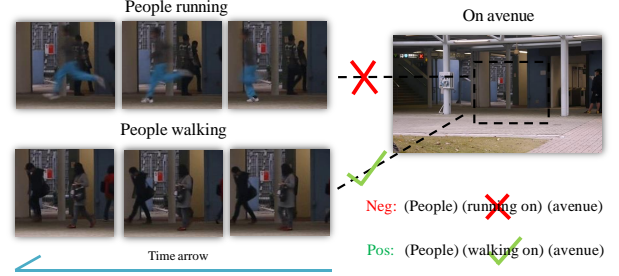 People running
On avenue
People walking
Neg: (People) (running on) (avenue)
Pos: (People) (walking on) (avenue)
Time arrow